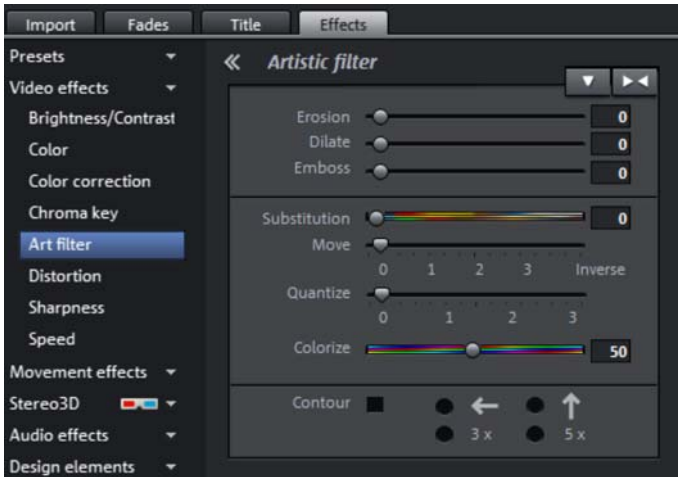 Import Fades Title Effects
Presets
Video effects
Brightness/Contrast
Color
Color correction
Chroma key
Art filter
Distortion
Sharpness
Speed
Movement effects
Stereo3D
Audio effects
Design elements
Artistic filter
Erosion 0
Dilate 0
Emboss 0
Substitution 0
Move
0 1 2 3 Inverse
Quantize
0 1 2 3
Colorize 50
Contour
3 x 5 x